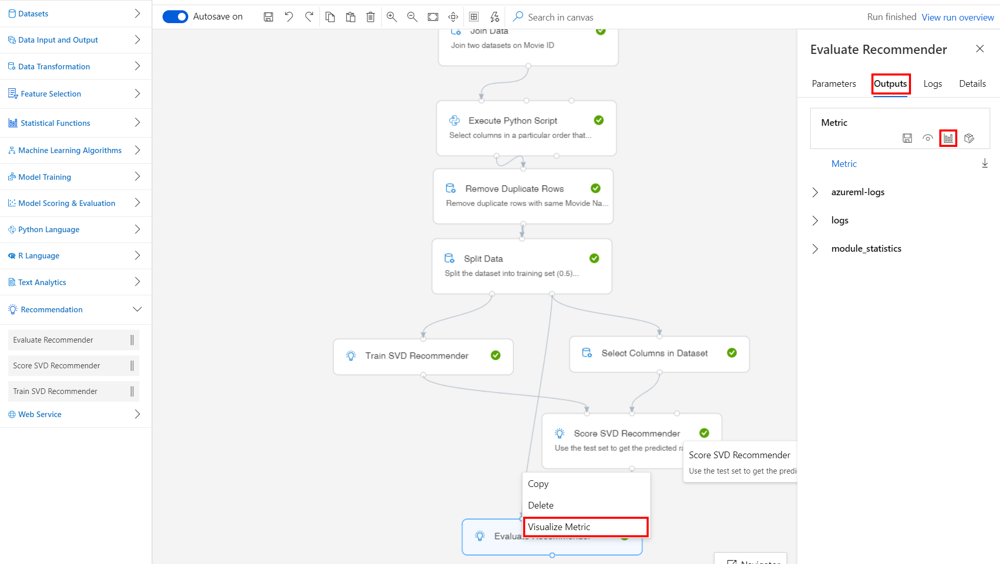 Datasets
Data Input and Output
Data Transformation
Feature Selection
Statistical Functions
Machine Learning Algorithms
Model Training
Model Scoring & Evaluation
Python Language
R Language
Text Analytics
Recommendation
Evaluate Recommender
Score SVD Recommender
Train SVD Recommender
Web Service
Autosave on
Search in canvas
Run finished View run overview
Join Data
Join two datasets on Movie ID
Execute Python Script
Select columns in a particular order that...
Remove Duplicate Rows
Remove duplicate rows with same Movide Na...
Split Data
Split the dataset into training set (0.5)...
Train SVD Recommender
Select Columns in Dataset
Score SVD Recommender
Use the test set to get the predicted ra
Score SVD Recommender
Use the test set to get the predi
Copy
Delete
Visualize Metric
Evaluate Recommender
Navigator
Evaluate Recommender
Parameters Outputs Logs Details
Metric
Metric
azureml-logs
logs
module_statistics